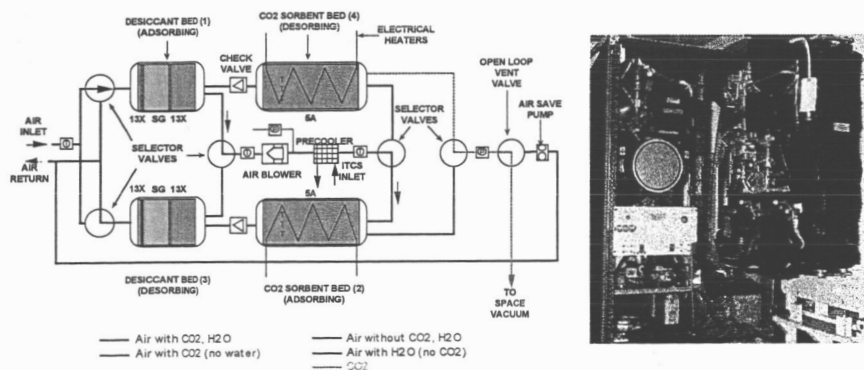 DESICCANT BED (1)
(ADSORBING)
CO2 SORBENT BED (4)
(DESORBING)
ELECTRICAL
HEATERS
CHECK
VALVE
OPEN LOOP
VENT
VALVE
AIR SAVE
PUMP
13X SG 13X
5A
SELECTOR
VALVES
AIR
INLET
SELECTOR
VALVES
PRECOOLER
AIR
RETURN
AIR BLOWER
ITCS
INLET
13X SG 13X
5A
DESICCANT BED (3)
(DESORBING)
CO2 SORBENT BED (2)
(ADSORBING)
TO
SPACE
VACUUM
Air with CO2, H2O
Air without CO2, H2O
Air with CO2 (no water)
Air with H2O (no CO2)
CO2